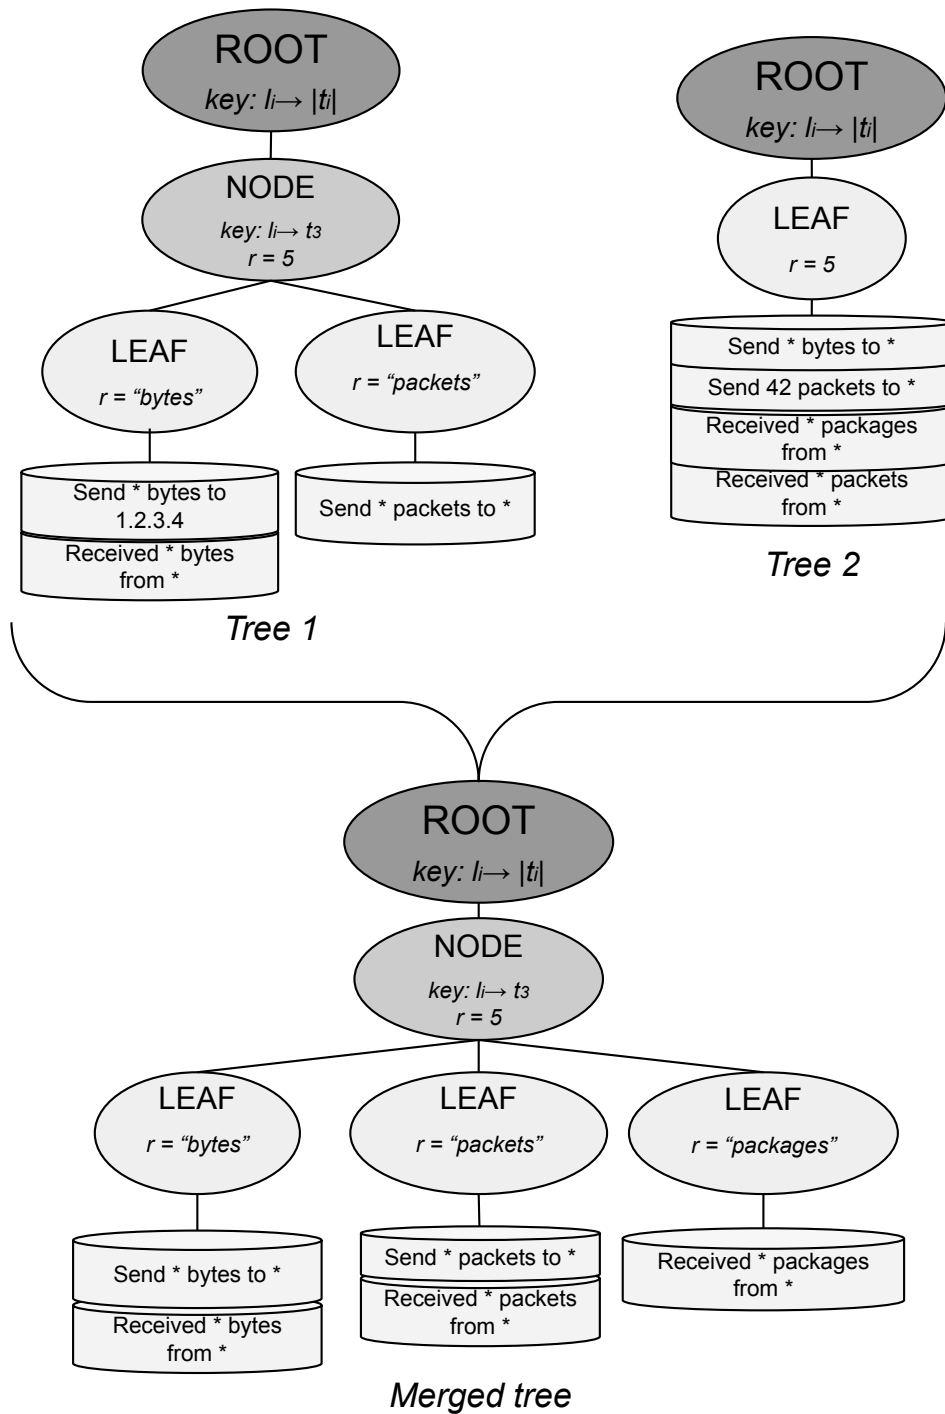 ROOT
key: li→ |ti|
NODE
key: li→ t3
r = 5
LEAF
r = “bytes”
LEAF
r = “packets”
Send * bytes to
1.2.3.4
Received * bytes
from *
Send * packets to *
Tree 1
ROOT
key: li→ |ti|
LEAF
r = 5
Send * bytes to *
Send 42 packets to *
Received * packages
from *
Received * packets
from *
Tree 2
ROOT
key: li→ |ti|
NODE
key: li→ t3
r = 5
LEAF
r = “bytes”
LEAF
r = “packets”
LEAF
r = “packages”
Send * bytes to *
Received * bytes
from *
Send * packets to *
Received * packets
from *
Received * packages
from *
Merged tree